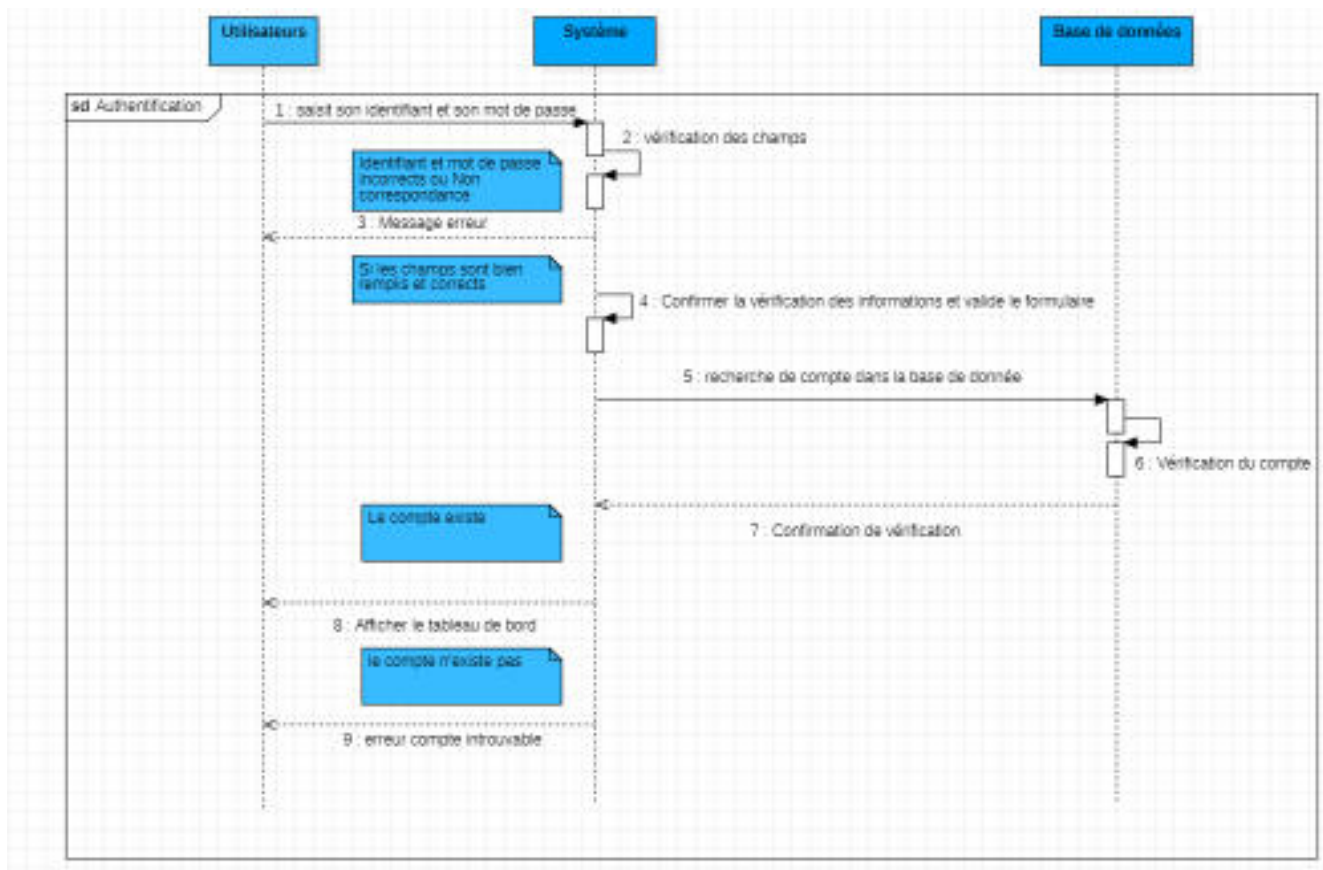 Utilisateurs
Système
Base de données
sd Authentification
1 : saisit son identifiant et son mot de passe
2 : vérification des champs
Identifiant et mot de passe
incorrects ou Non
correspondance
3 : Message erreur
Si les champs sont bien
remplis et corrects
4 : Confirmer la vérification des informations et valide le formulaire
5 : recherche de compte dans la base de donnée
6 : Vérification du compte
Le compte existe
7 : Confirmation de vérification
8 : Afficher le tableau de bord
le compte n'existe pas
9 : erreur compte introuvable